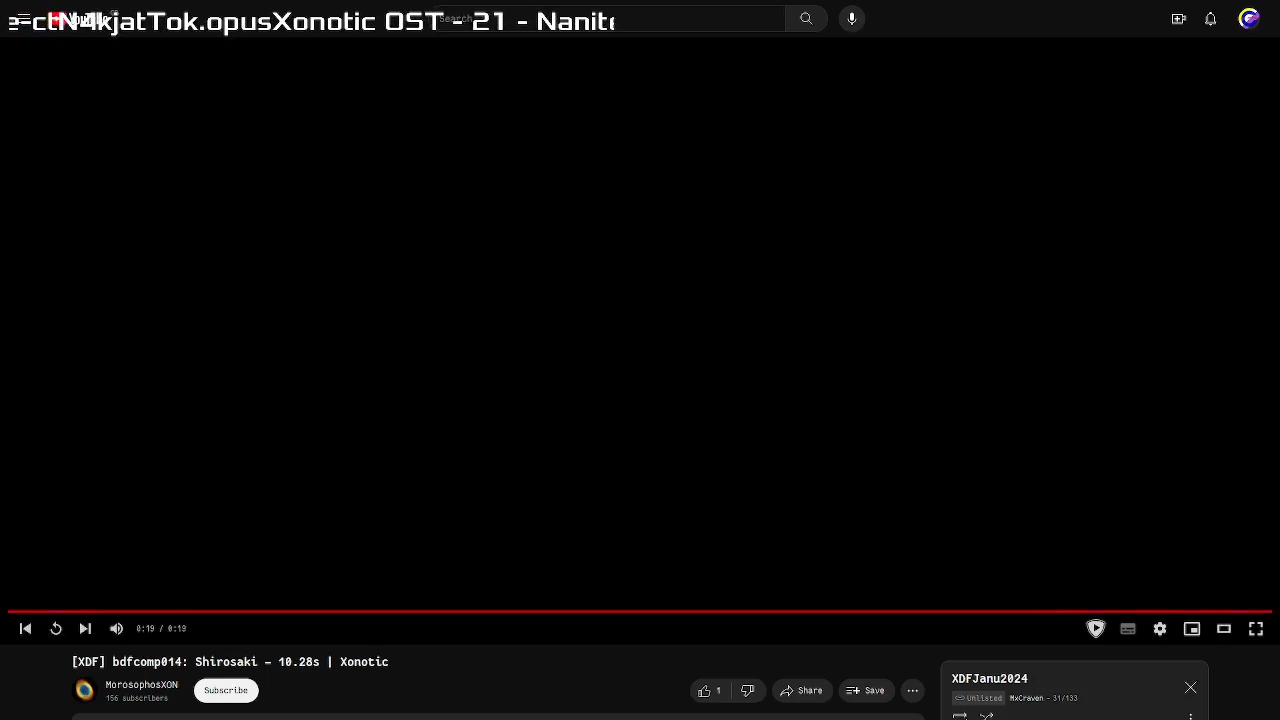 ctN4kjatTok.opusXonotic OST - 21 - Nanite
Search
0:19 / 0:19
[XDF] bdfcomp014: Shirosaki – 10.28s | Xonotic
MorosophosXON
156 subscribers
Subscribe
1
Share
Save
XDFJanu2024
Unlisted
MxCraven - 31/133